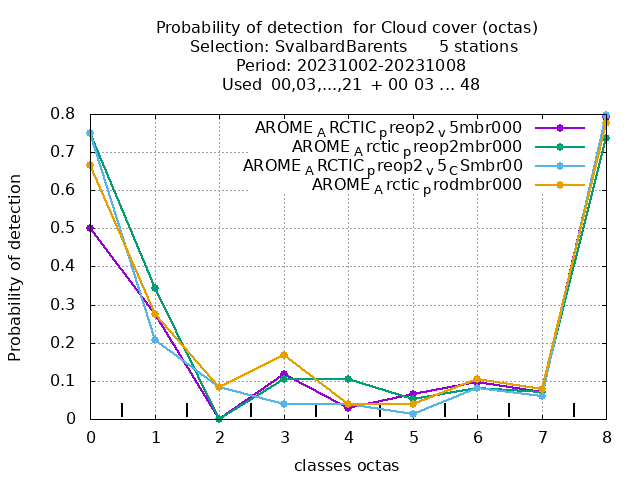 Probability of detection for Cloud cover (octas)
Selection: SvalbardBarents 5 stations
Period: 20231002-20231008
Used 00,03,...,21 + 00 03 ... 48
AROME_ARCTIC_preop2_v5mbr000
AROME_Arctic_preop2mbr000
AROME_ARCTIC_preop2_v5_CSmbr00
AROME_Arctic_prodmbr000
Probability of detection
0.8
0.7
0.6
0.5
0.4
0.3
0.2
0.1
0
0 1 2 3 4 5 6 7 8
classes octas